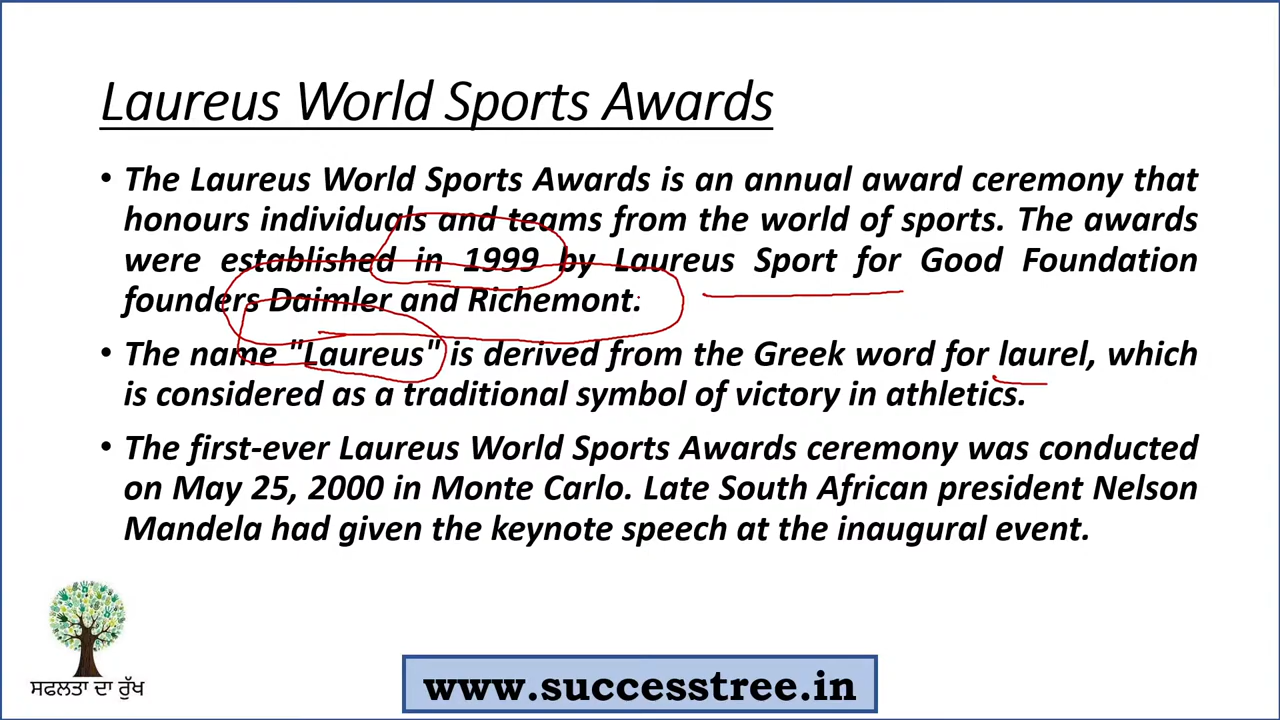 Laureus World Sports Awards
• The Laureus World Sports Awards is an annual award ceremony that
honours individuals and teams from the world of sports. The awards
were established in 1999 by Laureus Sport for Good Foundation
founders Daimler and Richemont.
• The name "Laureus" is derived from the Greek word for laurel, which
is considered as a traditional symbol of victory in athletics.
• The first-ever Laureus World Sports Awards ceremony was conducted
on May 25, 2000 in Monte Carlo. Late South African president Nelson
Mandela had given the keynote speech at the inaugural event.
ਸਫਲਤਾ ਦਾ ਰੁੱਖ
www.successtree.in